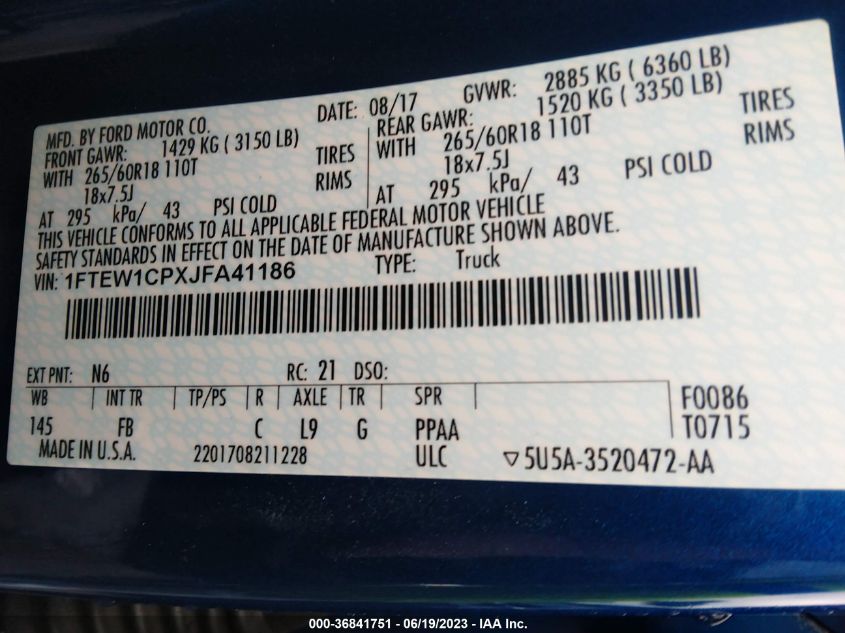 MFD. BY FORD MOTOR CO. DATE: 08/17 GVWR: 2885 KG ( 6360 LB)
FRONT GAWR: 1429 KG ( 3150 LB) REAR GAWR: 1520 KG ( 3350 LB)
WITH 265/60R18 110T TIRES WITH 265/60R18 110T TIRES
18x7.5J RIMS 18x7.5J RIMS
AT 295 kPa/ 43 PSI COLD AT 295 kPa/ 43 PSI COLD
THIS VEHICLE CONFORMS TO ALL APPLICABLE FEDERAL MOTOR VEHICLE
SAFETY STANDARDS IN EFFECT ON THE DATE OF MANUFACTURE SHOWN ABOVE.
VIN: 1FTEW1CPXJFA41186 TYPE: Truck
EXT PNT: N6 RC: 21 DSO:
WB INT TR TP/PS R AXLE TR SPR F0086
145 FB C L9 G PPAA T0715
MADE IN U.S.A. 2201708211228 ULC ▽5U5A-3520472-AA
000-36841751 - 06/19/2023 - IAA Inc.